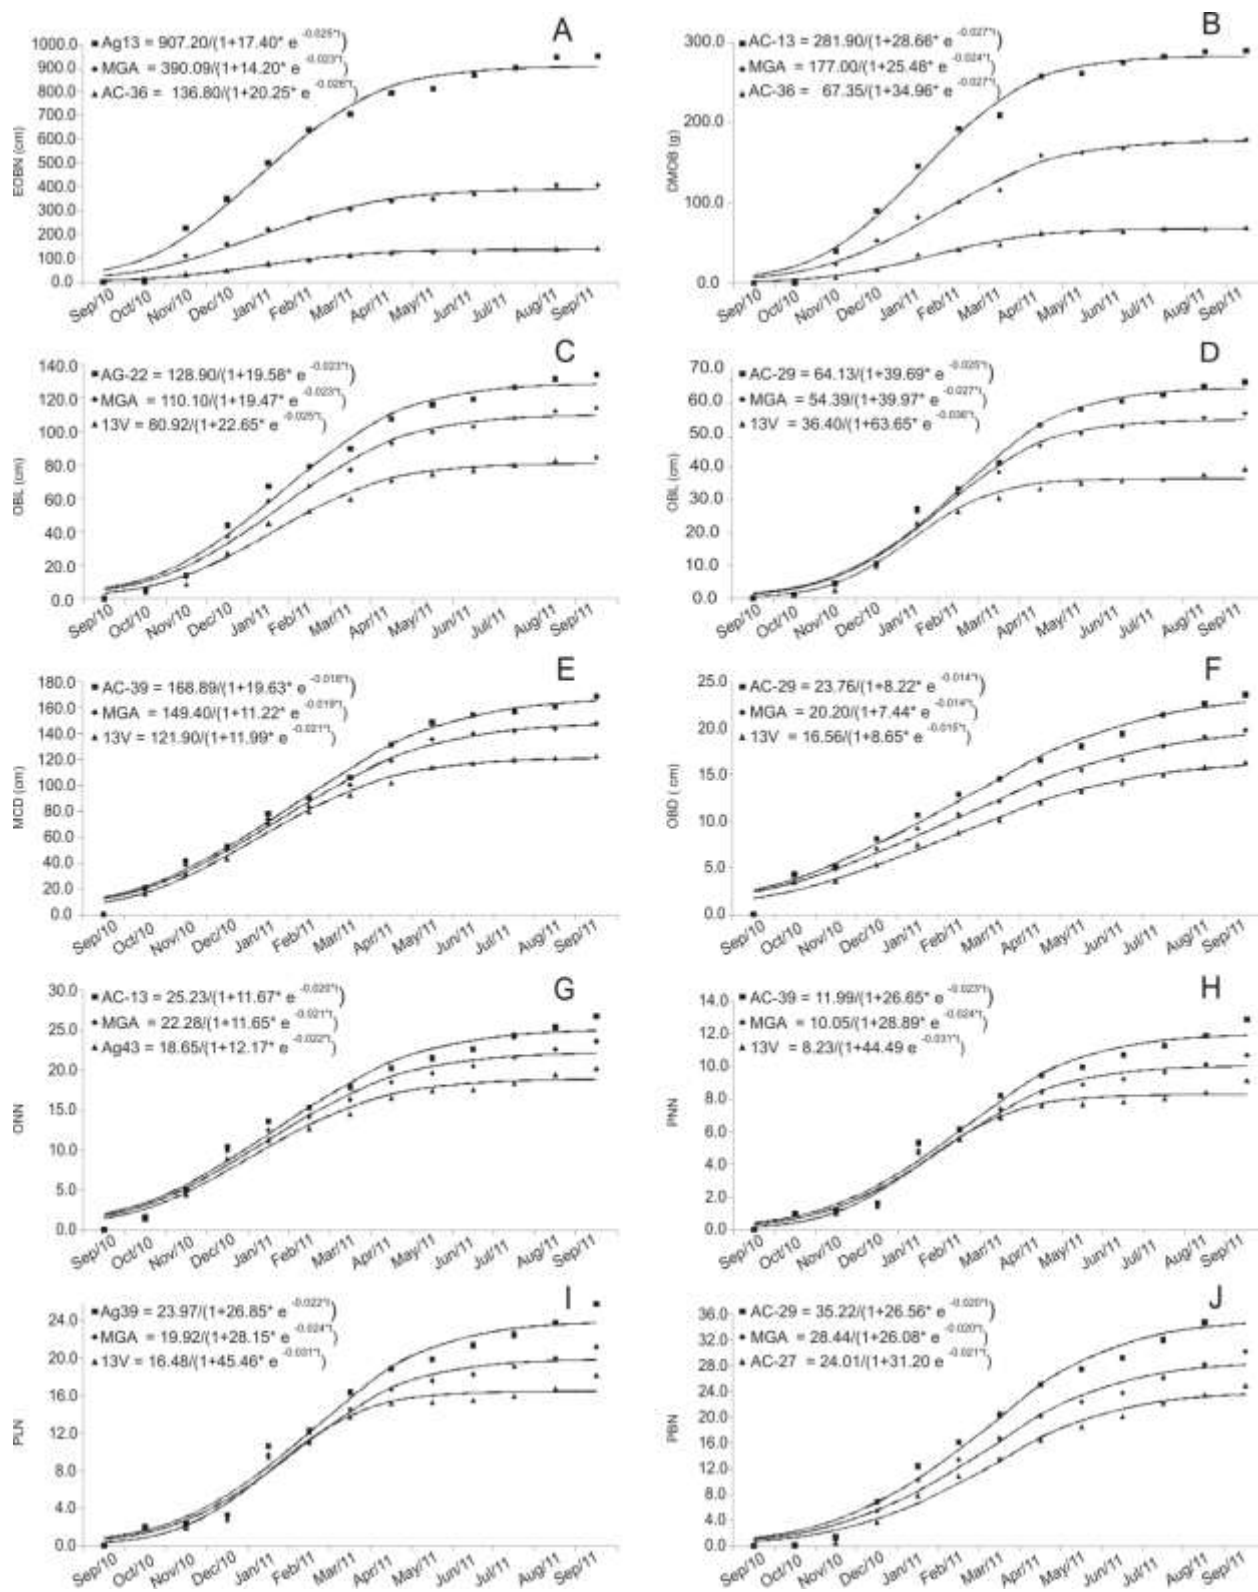 A
■ Ag13 = 907.20/(1+17.40* e -0.025*t)
♦ MGA = 390.09/(1+14.20* e -0.023*t)
▲ AC-36 = 136.80/(1+20.25* e -0.026*t)
EOBN (cm)
1000.0
900.0
800.0
700.0
600.0
500.0
400.0
300.0
200.0
100.0
0.0
Sep/10 Oct/10 Nov/10 Dec/10 Jan/11 Feb/11 Mar/11 Apr/11 May/11 Jun/11 Jul/11 Aug/11 Sep/11
B
■ AC-13 = 281.90/(1+28.66* e -0.027*t)
♦ MGA = 177.00/(1+25.48* e -0.024*t)
▲ AC-36 = 67.35/(1+34.96* e -0.027*t)
DMOB (g)
300.0
200.0
100.0
0.0
Sep/10 Oct/10 Nov/10 Dec/10 Jan/11 Feb/11 Mar/11 Apr/11 May/11 Jun/11 Jul/11 Aug/11 Sep/11
C
■ AG-22 = 128.90/(1+19.58* e -0.023*t)
♦ MGA = 110.10/(1+19.47* e -0.023*t)
▲ 13V = 80.92/(1+22.65* e -0.025*t)
OBL (cm)
140.0
120.0
100.0
80.0
60.0
40.0
20.0
0.0
Sep/10 Oct/10 Nov/10 Dec/10 Jan/11 Feb/11 Mar/11 Apr/11 May/11 Jun/11 Jul/11 Aug/11 Sep/11
D
■ AC-29 = 64.13/(1+39.69* e -0.025*t)
♦ MGA = 54.39/(1+39.97* e -0.027*t)
▲ 13V = 36.40/(1+63.65* e -0.036*t)
OBL (cm)
70.0
60.0
50.0
40.0
30.0
20.0
10.0
0.0
Sep/10 Oct/10 Nov/10 Dec/10 Jan/11 Feb/11 Mar/11 Apr/11 May/11 Jun/11 Jul/11 Aug/11 Sep/11
E
■ AC-39 = 168.89/(1+19.63* e -0.018*t)
♦ MGA = 149.40/(1+11.22* e -0.019*t)
▲ 13V = 121.90/(1+11.99* e -0.021*t)
MCD (cm)
180.0
160.0
140.0
120.0
100.0
80.0
60.0
40.0
20.0
0.0
Sep/10 Oct/10 Nov/10 Dec/10 Jan/11 Feb/11 Mar/11 Apr/11 May/11 Jun/11 Jul/11 Aug/11 Sep/11
F
■ AC-29 = 23.76/(1+8.22* e -0.014*t)
♦ MGA = 20.20/(1+7.44* e -0.014*t)
▲ 13V = 16.56/(1+8.65* e -0.015*t)
OBD ( cm)
25.0
20.0
15.0
10.0
5.0
0.0
Sep/10 Oct/10 Nov/10 Dec/10 Jan/11 Feb/11 Mar/11 Apr/11 May/11 Jun/11 Jul/11 Aug/11 Sep/11
G
■ AC-13 = 25.23/(1+11.67* e -0.020*t)
♦ MGA = 22.28/(1+11.65* e -0.021*t)
▲ Ag43 = 18.65/(1+12.17* e -0.022*t)
ONN
30.0
25.0
20.0
15.0
10.0
5.0
0.0
Sep/10 Oct/10 Nov/10 Dec/10 Jan/11 Feb/11 Mar/11 Apr/11 May/11 Jun/11 Jul/11 Aug/11 Sep/11
H
■ AC-39 = 11.99/(1+26.65* e -0.023*t)
♦ MGA = 10.05/(1+28.89* e -0.024*t)
▲ 13V = 8.23/(1+44.49 e -0.031*t)
PNN
14.0
12.0
10.0
8.0
6.0
4.0
2.0
0.0
Sep/10 Oct/10 Nov/10 Dec/10 Jan/11 Feb/11 Mar/11 Apr/11 May/11 Jun/11 Jul/11 Aug/11 Sep/11
I
■ Ag39 = 23.97/(1+26.85* e -0.022*t)
♦ MGA = 19.92/(1+28.15* e -0.024*t)
▲ 13V = 16.48/(1+45.46* e -0.031*t)
PLN
24.0
20.0
16.0
12.0
8.0
4.0
0.0
Sep/10 Oct/10 Nov/10 Dec/10 Jan/11 Feb/11 Mar/11 Apr/11 May/11 Jun/11 Jul/11 Aug/11 Sep/11
J
■ AC-29 = 35.22/(1+26.56* e -0.020*t)
♦ MGA = 28.44/(1+26.08* e -0.020*t)
▲ AC-27 = 24.01/(1+31.20 e -0.021*t)
PBN
36.0
32.0
28.0
24.0
20.0
16.0
12.0
8.0
4.0
0.0
Sep/10 Oct/10 Nov/10 Dec/10 Jan/11 Feb/11 Mar/11 Apr/11 May/11 Jun/11 Jul/11 Aug/11 Sep/11